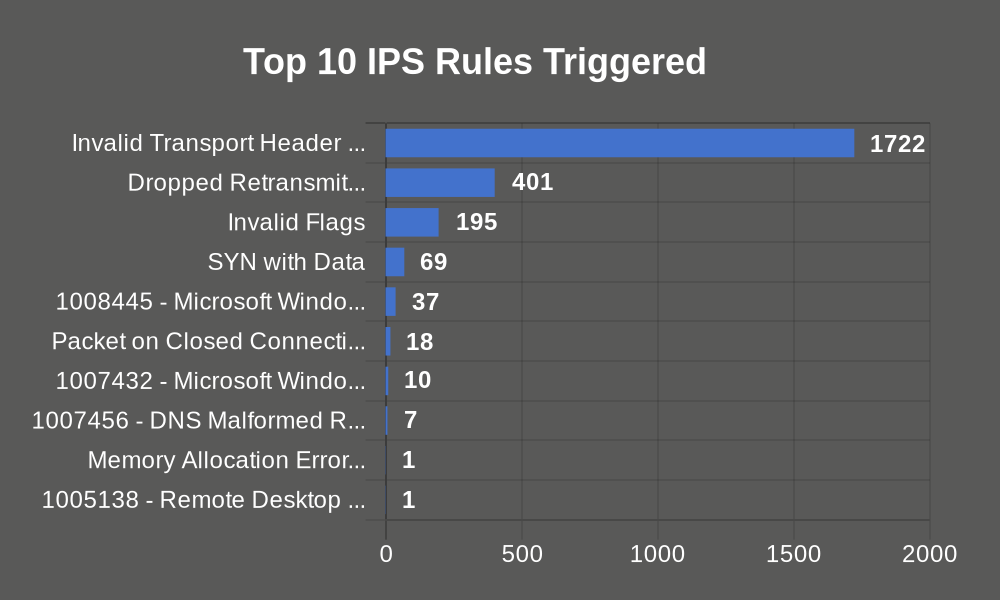 Top 10 IPS Rules Triggered
Invalid Transport Header ... 1722
Dropped Retransmit... 401
Invalid Flags 195
SYN with Data 69
1008445 - Microsoft Windo... 37
Packet on Closed Connecti... 18
1007432 - Microsoft Windo... 10
1007456 - DNS Malformed R... 7
Memory Allocation Error... 1
1005138 - Remote Desktop ... 1
0 500 1000 1500 2000